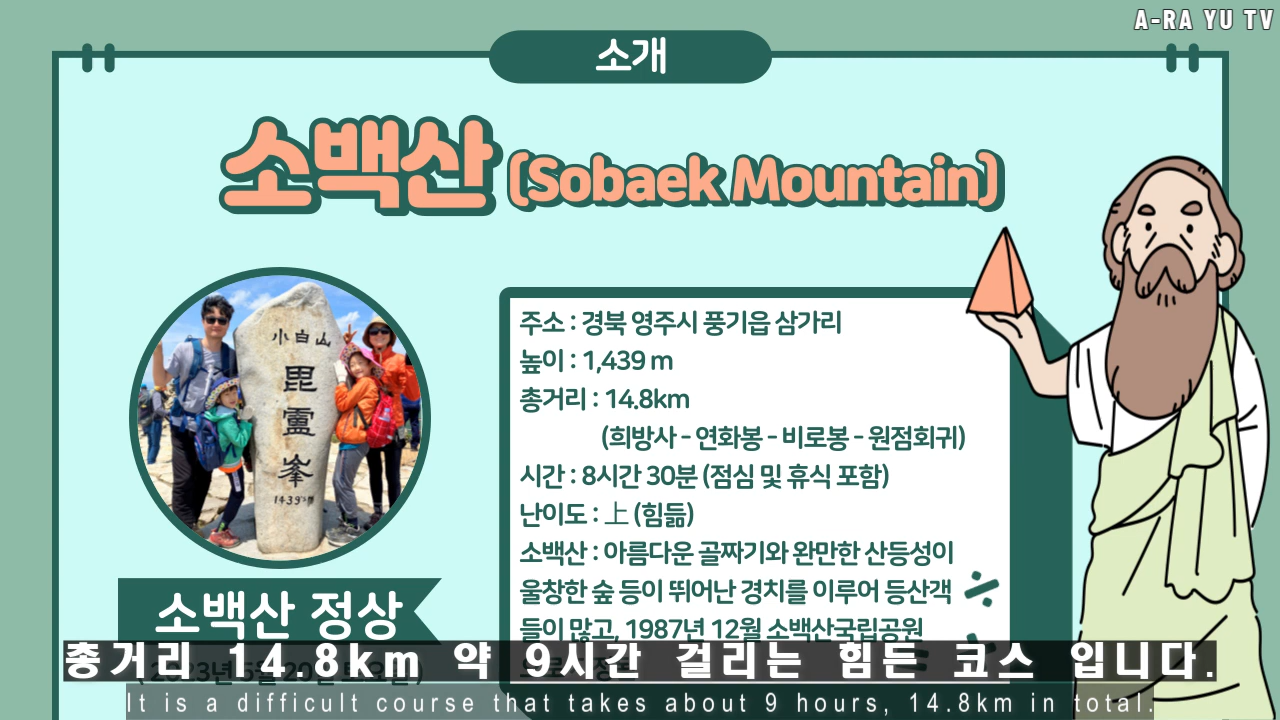 A-RA YU TV
소개
소백산 (Sobaek Mountain)
小白山
毘
盧
峯
주소 : 경북 영주시 풍기읍 삼가리
높이 : 1,439 m
총거리 : 14.8km
(희방사 - 연화봉 - 비로봉 - 원점회귀)
시간 : 8시간 30분 (점심 및 휴식 포함)
난이도 : 上 (힘듦)
소백산 : 아름다운 골짜기와 완만한 산등성이
울창한 숲 등이 뛰어난 경치를 이루어 등산객
들이 많고, 1987년 12월 소백산국립공원
소백산 정상
총거리 14.8km 약 9시간 걸리는 힘든 코스 입니다.
It is a difficult course that takes about 9 hours, 14.8km in total.